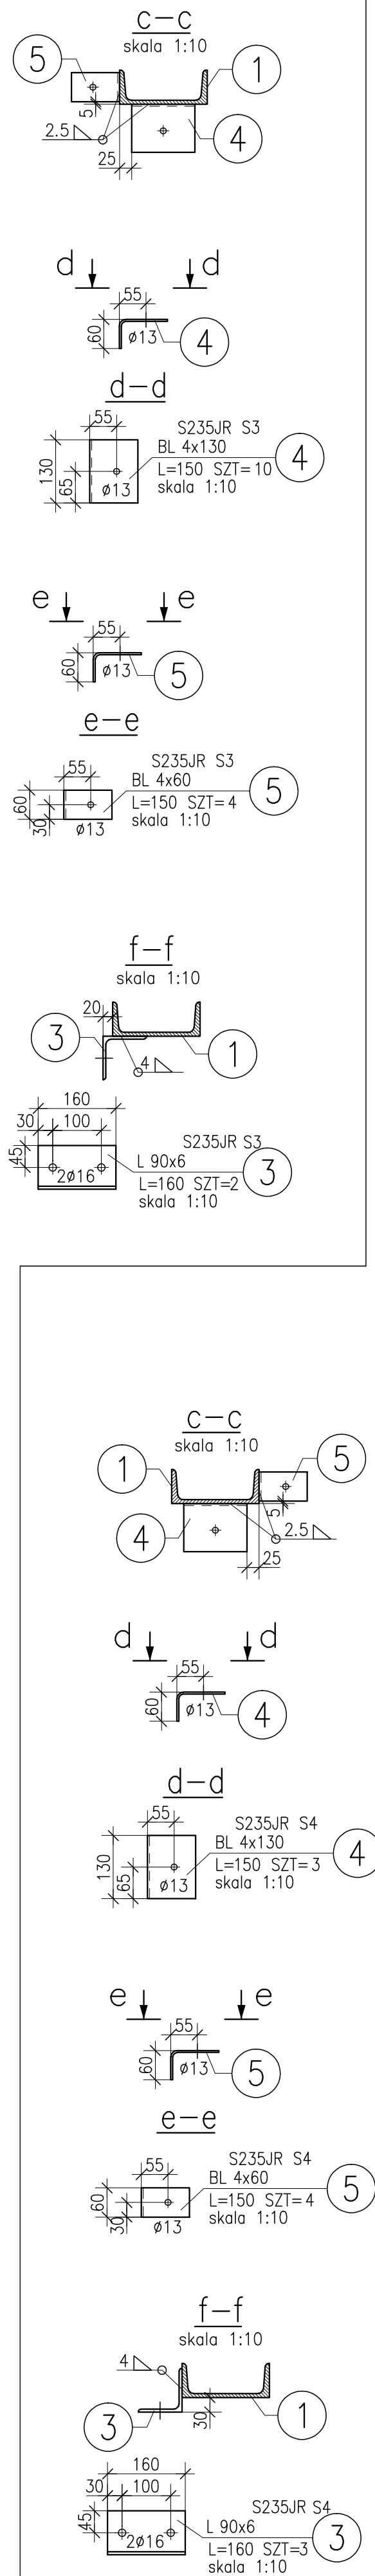 c–c
skala 1:10
5
1
5
2.5
4
25
d d
55
60
ø13
4
d–d
55
S235JR S3
BL 4x130
4
130
65
L=150 SZT=10
ø13
skala 1:10
e e
55
60
ø13
5
e–e
55
S235JR S3
BL 4x60
5
60
30
L=150 SZT=4
ø13
skala 1:10
f–f
skala 1:10
20
3
1
4
160
30 100
S235JR S3
45
L 90x6
3
2ø16
L=160 SZT=2
skala 1:10
c–c
skala 1:10
1
5
5
4
2.5
25
d d
55
60
ø13
4
d–d
55
S235JR S4
BL 4x130
4
130
65
L=150 SZT=3
ø13
skala 1:10
e e
55
60
ø13
5
e–e
55
S235JR S4
BL 4x60
5
60
30
L=150 SZT=4
ø13
skala 1:10
f–f
skala 1:10
4
3
30
1
160
30 100
S235JR S4
45
L 90x6
3
2ø16
L=160 SZT=3
skala 1:10